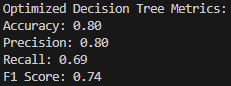 Optimized Decision Tree Metrics:
Accuracy: 0.80
Precision: 0.80
Recall: 0.69
F1 Score: 0.74